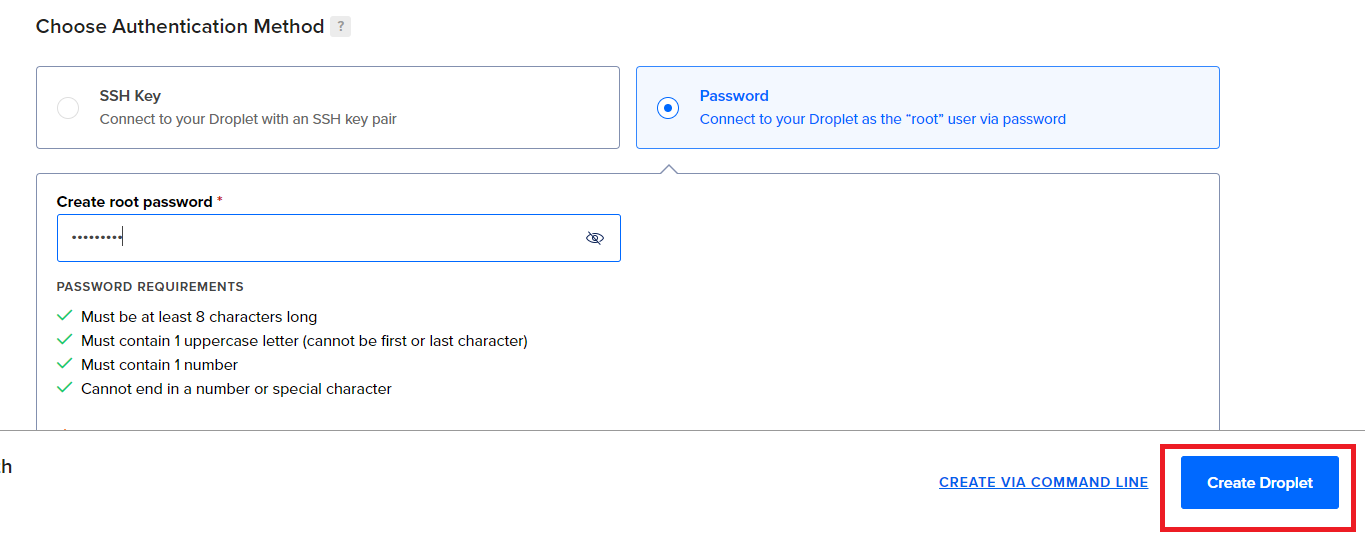 Choose Authentication Method ?
SSH Key
Connect to your Droplet with an SSH key pair
Password
Connect to your Droplet as the “root” user via password
Create root password *
•••••••••
PASSWORD REQUIREMENTS
Must be at least 8 characters long
Must contain 1 uppercase letter (cannot be first or last character)
Must contain 1 number
Cannot end in a number or special character
CREATE VIA COMMAND LINE
Create Droplet